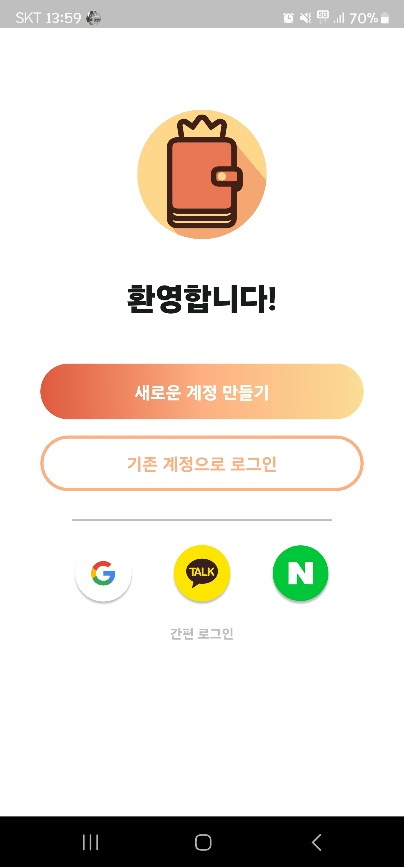 SKT 13:59
5G
70%
환영합니다!
새로운 계정 만들기
기존 계정으로 로그인
G
TALK
N
간편 로그인